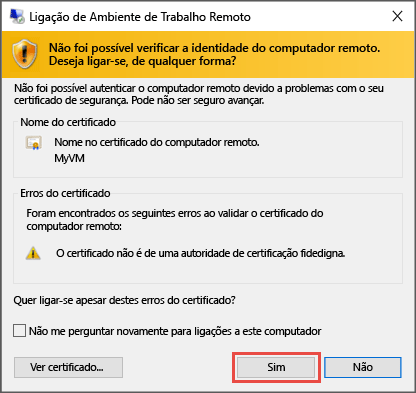 Ligação de Ambiente de Trabalho Remoto
Não foi possível verificar a identidade do computador remoto.
Deseja ligar-se, de qualquer forma?
Não foi possível autenticar o computador remoto devido a problemas com o seu
certificado de segurança. Pode não ser seguro avançar.
Nome do certificado
Nome no certificado do computador remoto.
MyVM
Erros do certificado
Foram encontrados os seguintes erros ao validar o certificado do
computador remoto:
O certificado não é de uma autoridade de certificação fidedigna.
Quer ligar-se apesar destes erros do certificado?
Não me perguntar novamente para ligações a este computador
Ver certificado...
Sim
Não